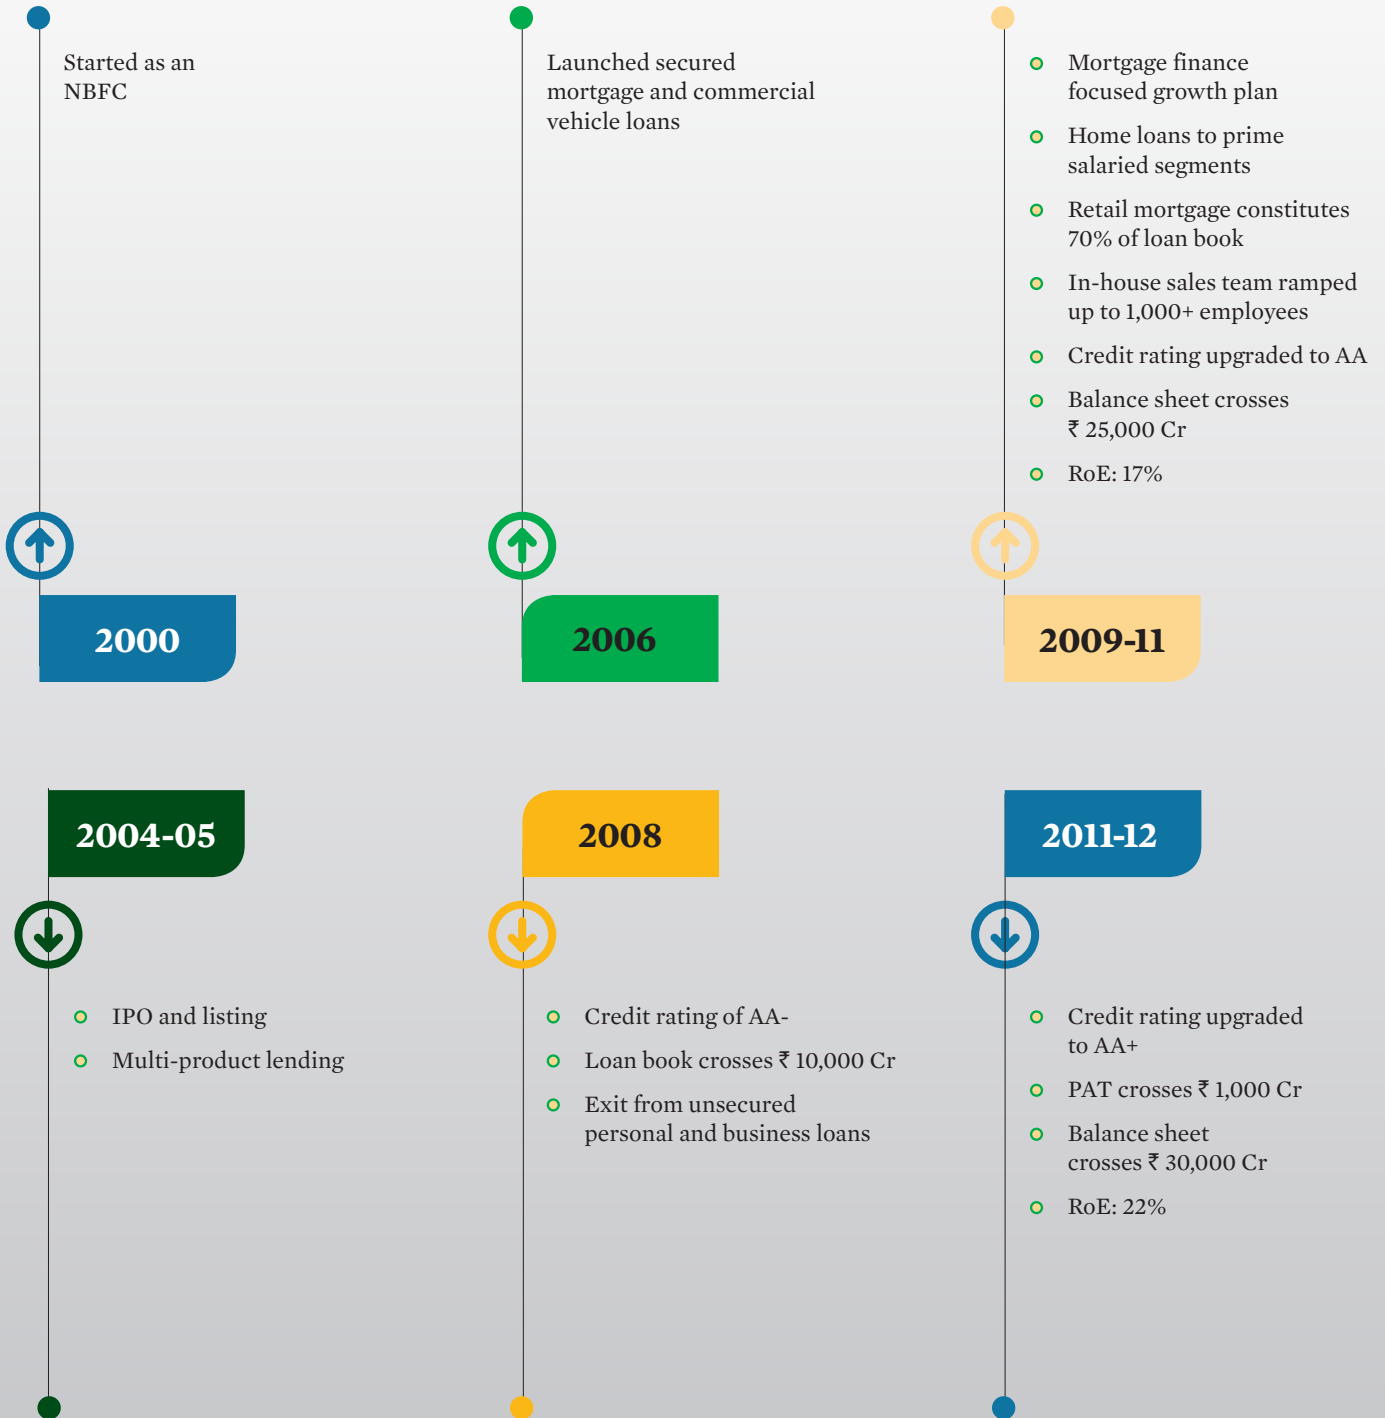 Started as an
NBFC
2000
Launched secured
mortgage and commercial
vehicle loans
2006
Mortgage finance
focused growth plan
Home loans to prime
salaried segments
Retail mortgage constitutes
70% of loan book
In-house sales team ramped
up to 1,000+ employees
Credit rating upgraded to AA
Balance sheet crosses
₹ 25,000 Cr
RoE: 17%
2009-11
2004-05
IPO and listing
Multi-product lending
2008
Credit rating of AA-
Loan book crosses ₹ 10,000 Cr
Exit from unsecured
personal and business loans
2011-12
Credit rating upgraded
to AA+
PAT crosses ₹ 1,000 Cr
Balance sheet
crosses ₹ 30,000 Cr
RoE: 22%